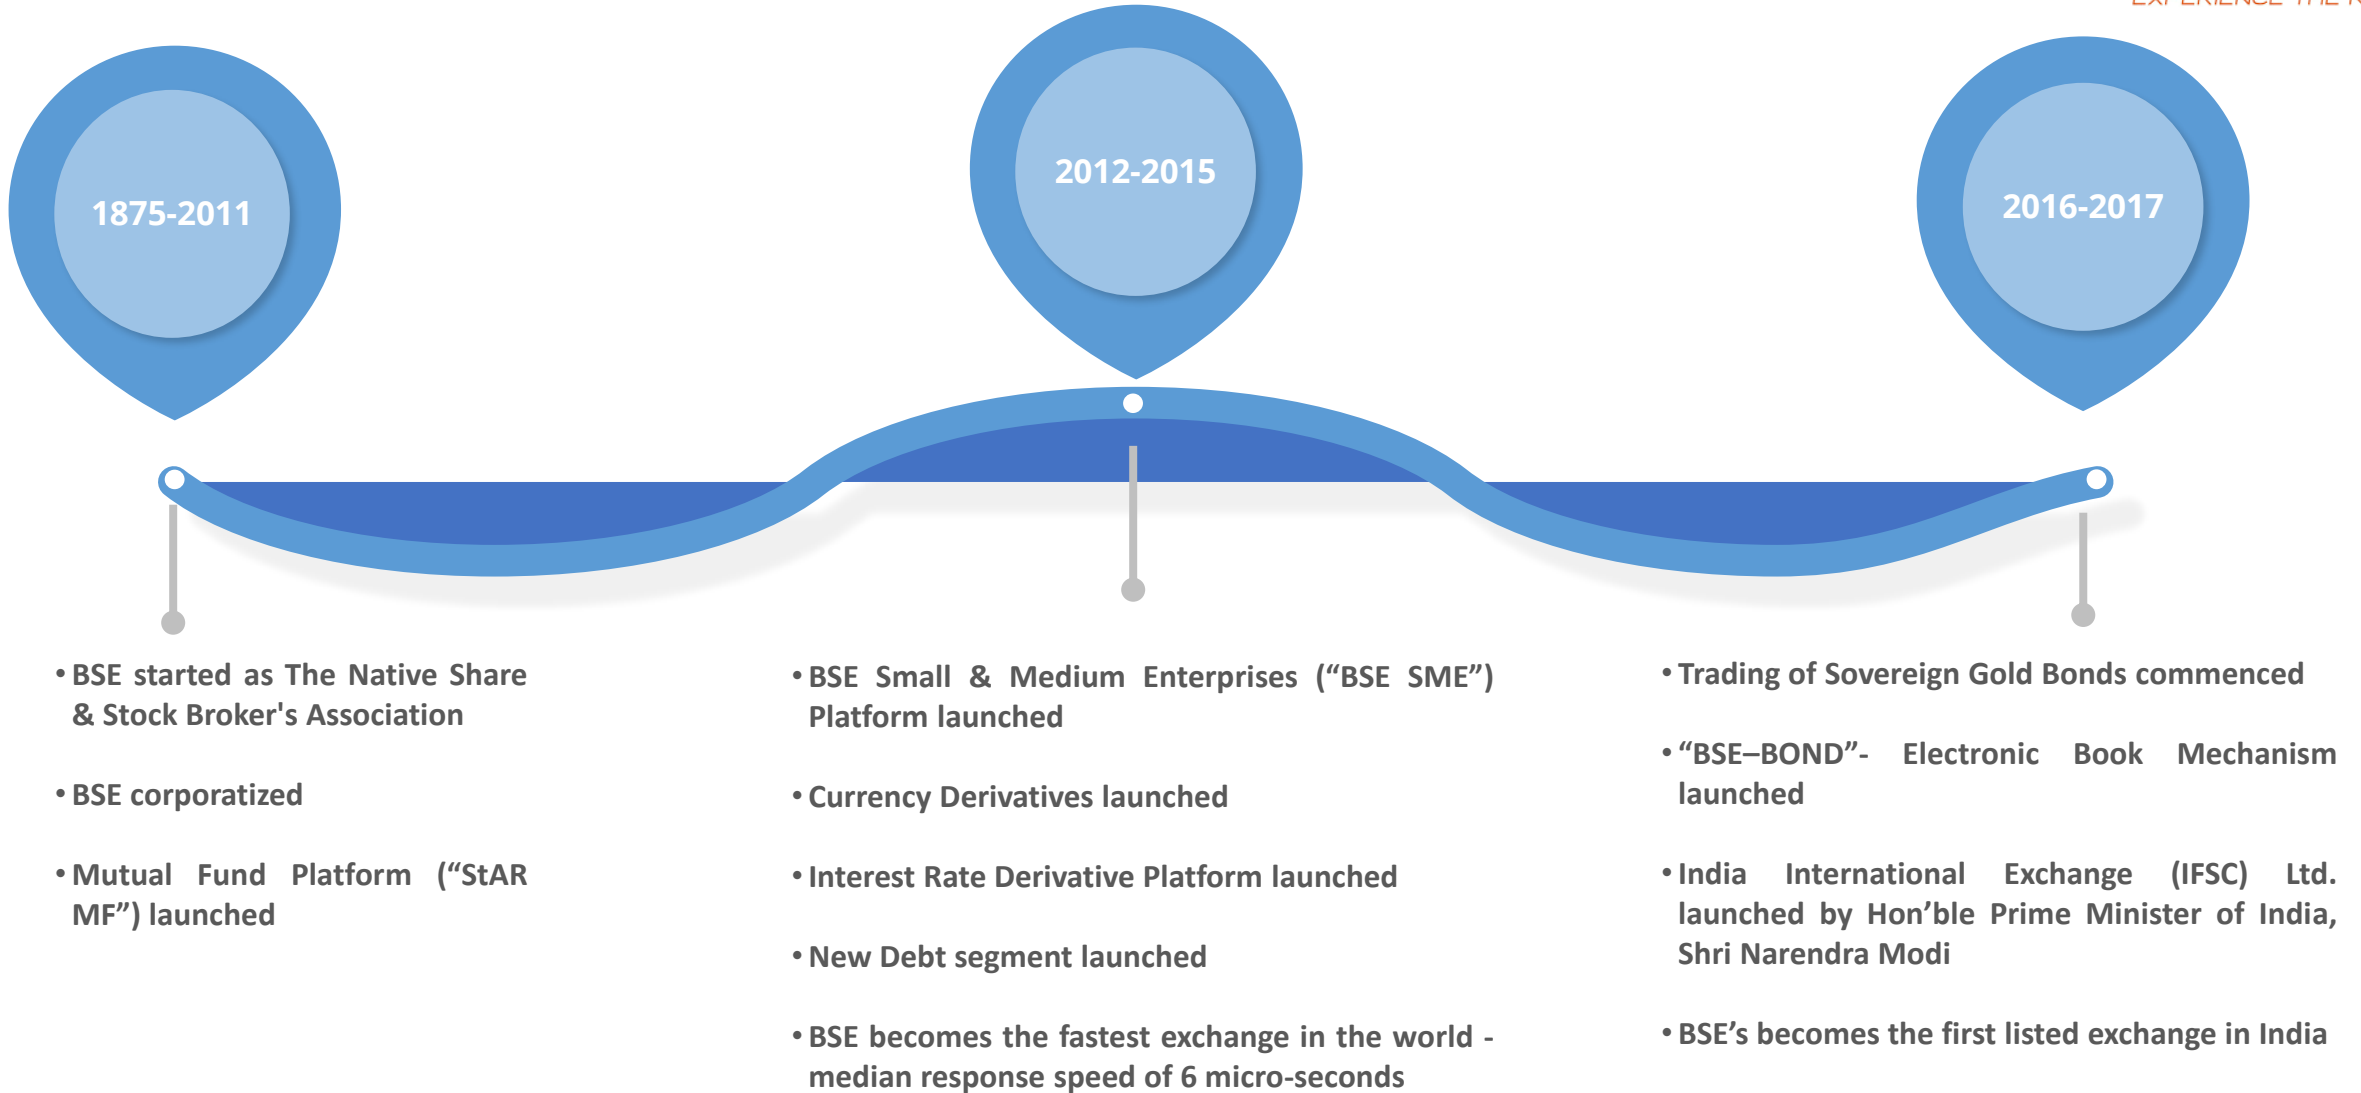 EXPERIENCE THE
1875-2011
2012-2015
2016-2017
• BSE started as The Native Share
& Stock Broker's Association
• BSE corporatized
• Mutual Fund Platform (“StAR
MF”) launched
• BSE Small & Medium Enterprises (“BSE SME”)
Platform launched
• Currency Derivatives launched
• Interest Rate Derivative Platform launched
• New Debt segment launched
• BSE becomes the fastest exchange in the world -
median response speed of 6 micro-seconds
• Trading of Sovereign Gold Bonds commenced
• “BSE–BOND”- Electronic Book Mechanism
launched
• India International Exchange (IFSC) Ltd.
launched by Hon’ble Prime Minister of India,
Shri Narendra Modi
• BSE’s becomes the first listed exchange in India